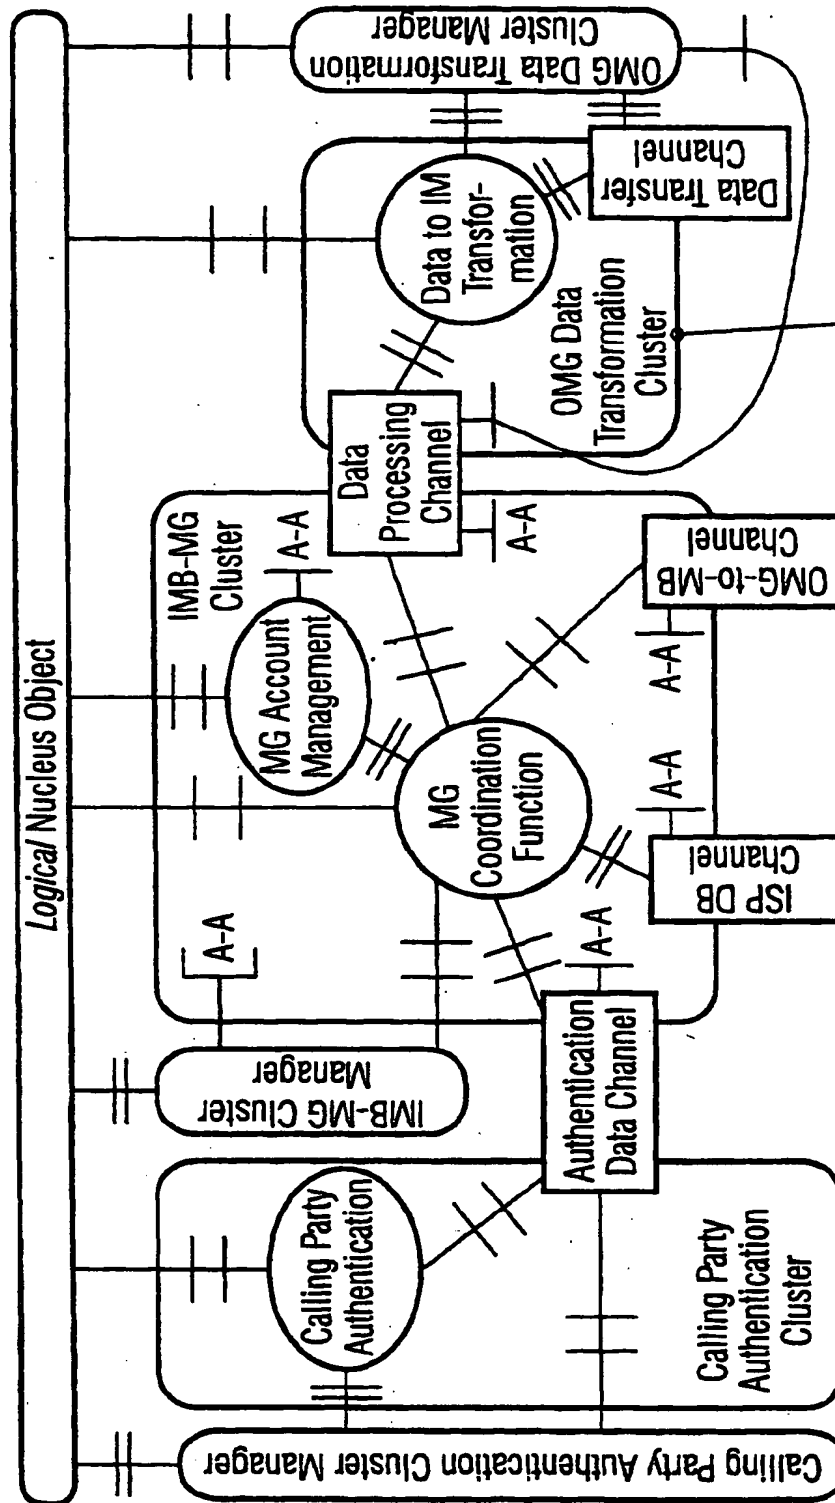 Logical Nucleus Object
OMG Data Transformation
Cluster Manager
Data Transfer
Channel
Data to IM
Transfor-
mation
OMG Data
Transformation
Cluster
Data
Processing
Channel
A-A
IMB-MG
Cluster
A-A
MG Account
Management
OMG-to-MB
Channel
A-A
MG
Coordination
Function
A-A
ISP DB
Channel
A-A
A-A
IMB-MG Cluster
Manager
Authentication
Data Channel
Calling Party
Authentication
Calling Party
Authentication
Cluster
Calling Party Authentication Cluster Manager